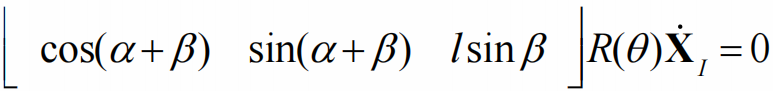 ⌊ cos(α+β) sin(α+β) l sin β ⌋R(θ)Ẋ_I = 0